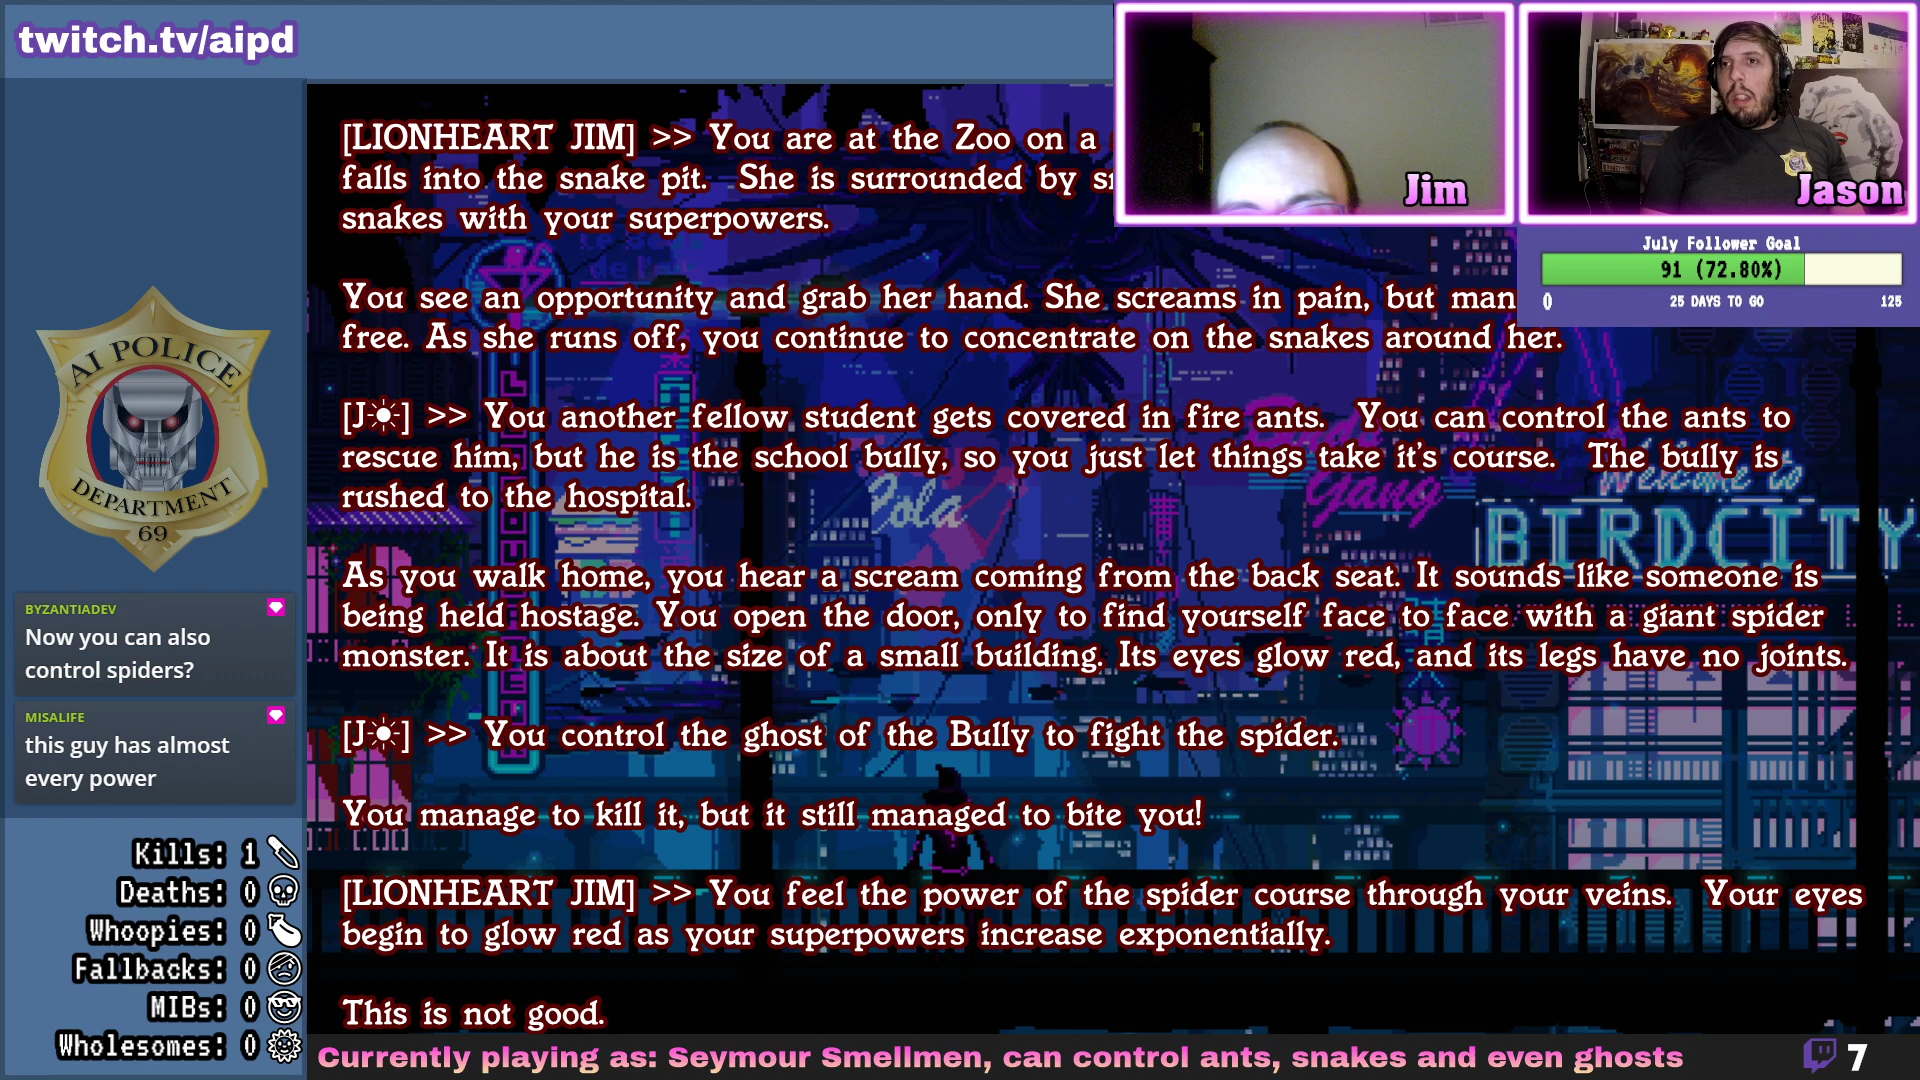 twitch.tv/aipd
[LIONHEART JIM] >> You are at the Zoo on a
falls into the snake pit. She is surrounded by
snakes with your superpowers.
You see an opportunity and grab her hand. She screams in pain, but man
free. As she runs off, you continue to concentrate on the snakes around her.
[J☀] >> You another fellow student gets covered in fire ants. You can control the ants to
rescue him, but he is the school bully, so you just let things take it's course. The bully is
rushed to the hospital.
As you walk home, you hear a scream coming from the back seat. It sounds like someone is
being held hostage. You open the door, only to find yourself face to face with a giant spider
monster. It is about the size of a small building. Its eyes glow red, and its legs have no joints.
[J☀] >> You control the ghost of the Bully to fight the spider.
You manage to kill it, but it still managed to bite you!
[LIONHEART JIM] >> You feel the power of the spider course through your veins. Your eyes
begin to glow red as your superpowers increase exponentially.
This is not good.
Jim
Jason
July Follower Goal
91 (72.80%)
0 25 DAYS TO GO 125
Pola
Gang
Welcome to
BIRDCITY
AI POLICE
DEPARTMENT
69
BYZANTIADEV
Now you can also
control spiders?
MISALIFE
this guy has almost
every power
Kills: 1
Deaths: 0
Whoopies: 0
Fallbacks: 0
MIBs: 0
Wholesomes: 0
Currently playing as: Seymour Smellmen, can control ants, snakes and even ghosts
7